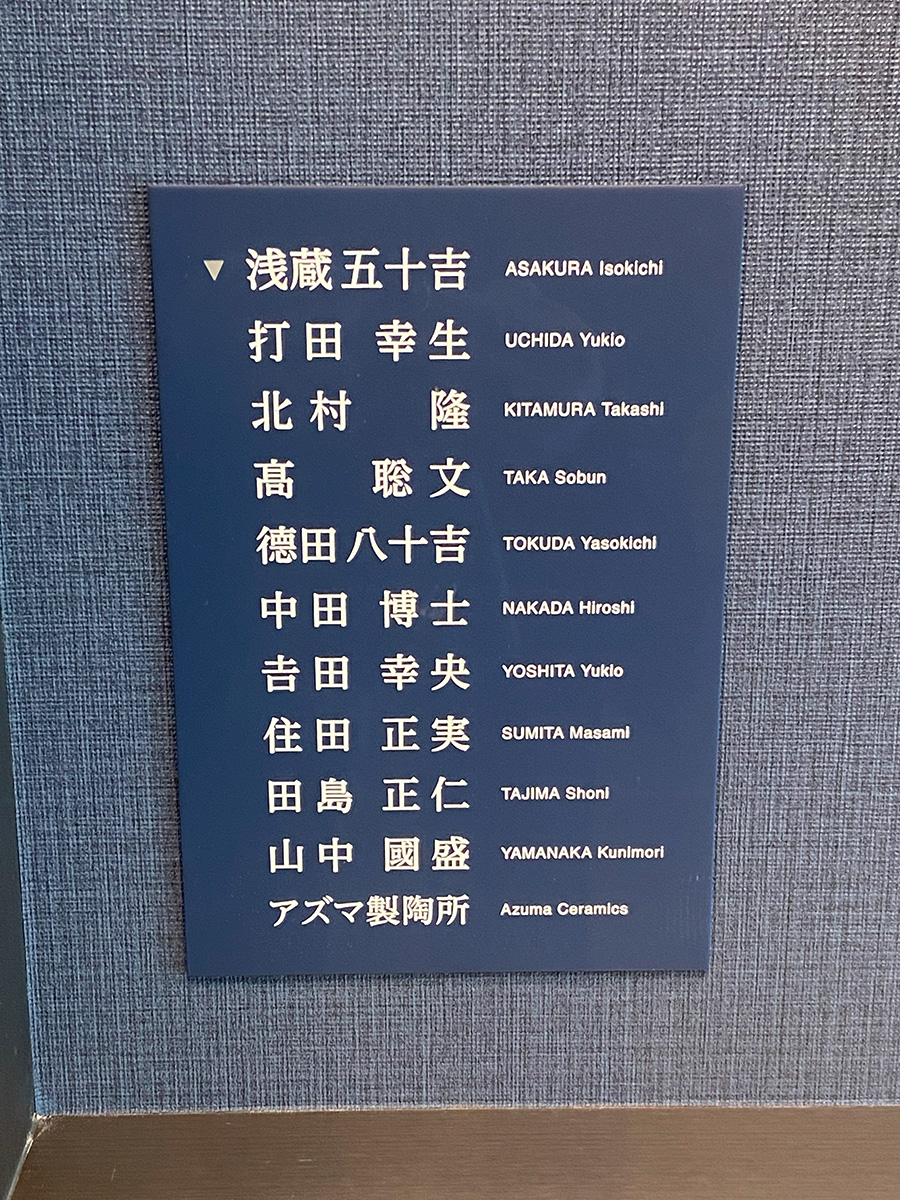 ▼ 浅蔵五十吉 ASAKURA Isokichi
打田 幸生 UCHIDA Yukio
北村 隆 KITAMURA Takashi
髙 聡文 TAKA Sobun
德田八十吉 TOKUDA Yasokichi
中田 博士 NAKADA Hiroshi
𠮷田 幸央 YOSHITA Yukio
住田 正実 SUMITA Masami
田島 正仁 TAJIMA Shoni
山中 國盛 YAMANAKA Kunimori
アズマ製陶所 Azuma Ceramics